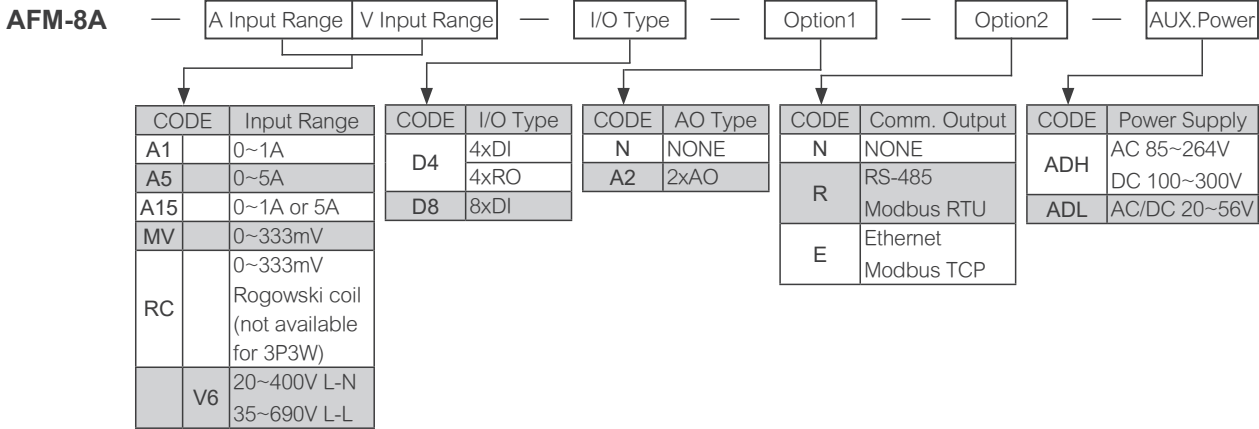 AFM-8A — A Input Range V Input Range — I/O Type — Option1 — Option2 — AUX.Power
CODE Input Range
A1 0~1A
A5 0~5A
A15 0~1A or 5A
MV 0~333mV
RC 0~333mV
Rogowski coil
(not available
for 3P3W)
V6 20~400V L-N
35~690V L-L
CODE I/O Type
D4 4xDI
4xRO
D8 8xDI
CODE AO Type
N NONE
A2 2xAO
CODE Comm. Output
N NONE
R RS-485
Modbus RTU
E Ethernet
Modbus TCP
CODE Power Supply
ADH AC 85~264V
DC 100~300V
ADL AC/DC 20~56V